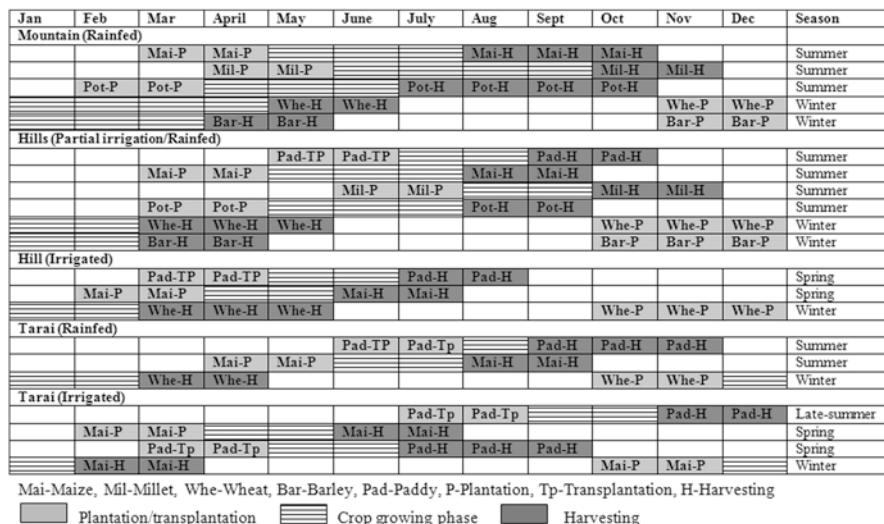 Jan Feb Mar April May June July Aug Sept Oct Nov Dec Season
Mountain (Rainfed)
Mai-P Mai-P Mai-H Mai-H Mai-H Summer
Mil-P Mil-P Mil-H Mil-H Summer
Pot-P Pot-P Pot-H Pot-H Pot-H Pot-H Summer
Whe-H Whe-H Whe-P Whe-P Winter
Bar-H Bar-H Bar-P Bar-P Winter
Hills (Partial irrigation/Rainfed)
Pad-TP Pad-TP Pad-H Pad-H Summer
Mai-P Mai-P Mai-H Mai-H Summer
Mil-P Mil-P Mil-H Mil-H Summer
Pot-P Pot-P Pot-H Pot-H Summer
Whe-H Whe-H Whe-H Whe-P Whe-P Whe-P Winter
Bar-H Bar-H Bar-P Bar-P Bar-P Winter
Hill (Irrigated)
Pad-TP Pad-TP Pad-H Pad-H Spring
Mai-P Mai-P Mai-H Mai-H Spring
Whe-H Whe-H Whe-H Whe-P Whe-P Whe-P Winter
Tarai (Rainfed)
Pad-TP Pad-Tp Pad-H Pad-H Pad-H Summer
Mai-P Mai-P Mai-H Mai-H Summer
Whe-H Whe-H Whe-P Whe-P Winter
Tarai (Irrigated)
Pad-Tp Pad-Tp Pad-H Pad-H Late-summer
Mai-P Mai-P Mai-H Mai-H Spring
Pad-Tp Pad-Tp Pad-H Pad-H Pad-H Spring
Mai-H Mai-H Mai-P Mai-P Winter
Mai-Maize, Mil-Millet, Whe-Wheat, Bar-Barley, Pad-Paddy, P-Plantation, Tp-Transplantation, H-Harvesting
Plantation/transplantation Crop growing phase Harvesting